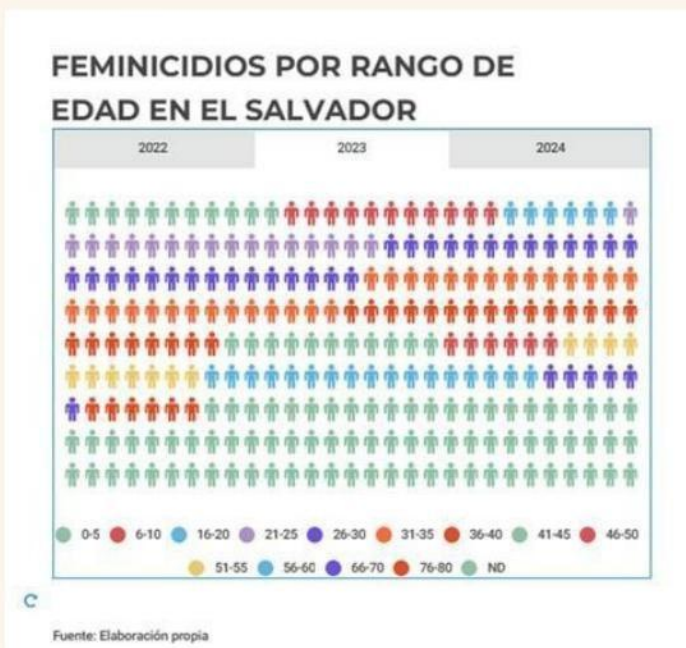 FEMINICIDIOS POR RANGO DE
EDAD EN EL SALVADOR
2022 2023 2024
0-5 6-10 16-20 21-25 26-30 31-35 36-40 41-45 46-50
51-55 56-60 66-70 76-80 ND
Fuente: Elaboración propia